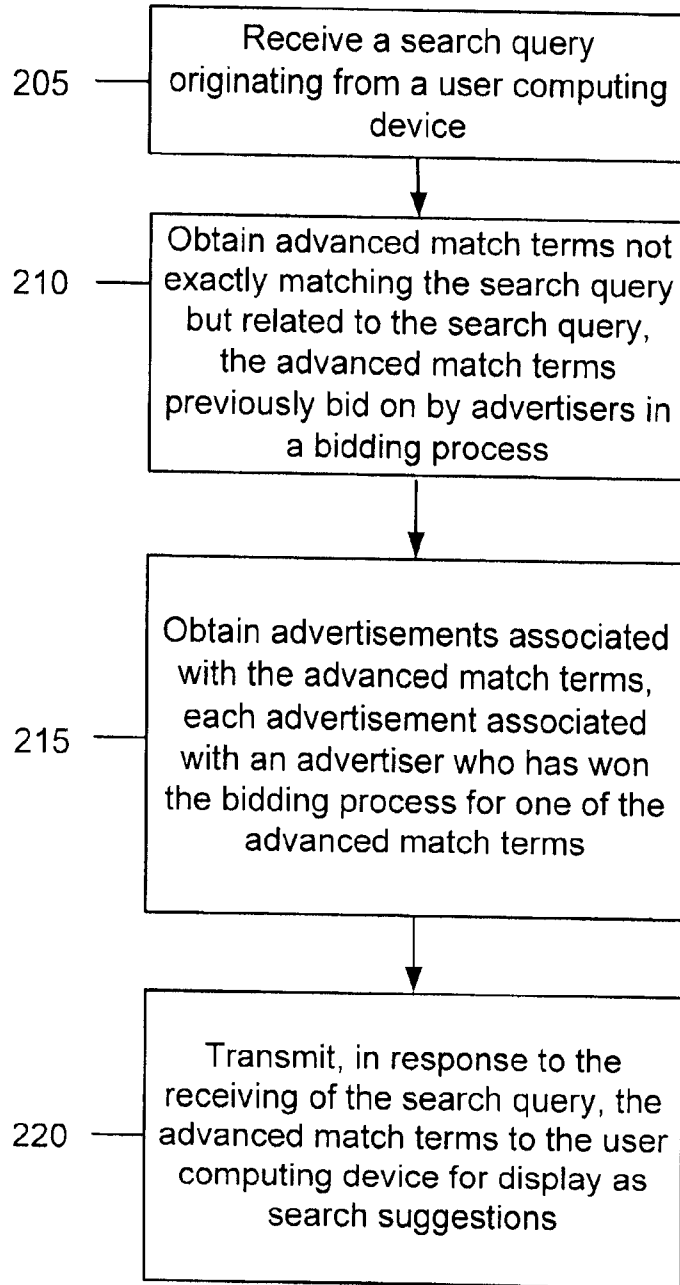 205
Receive a search query
originating from a user computing
device
210
Obtain advanced match terms not
exactly matching the search query
but related to the search query,
the advanced match terms
previously bid on by advertisers in
a bidding process
215
Obtain advertisements associated
with the advanced match terms,
each advertisement associated
with an advertiser who has won
the bidding process for one of the
advanced match terms
220
Transmit, in response to the
receiving of the search query, the
advanced match terms to the user
computing device for display as
search suggestions